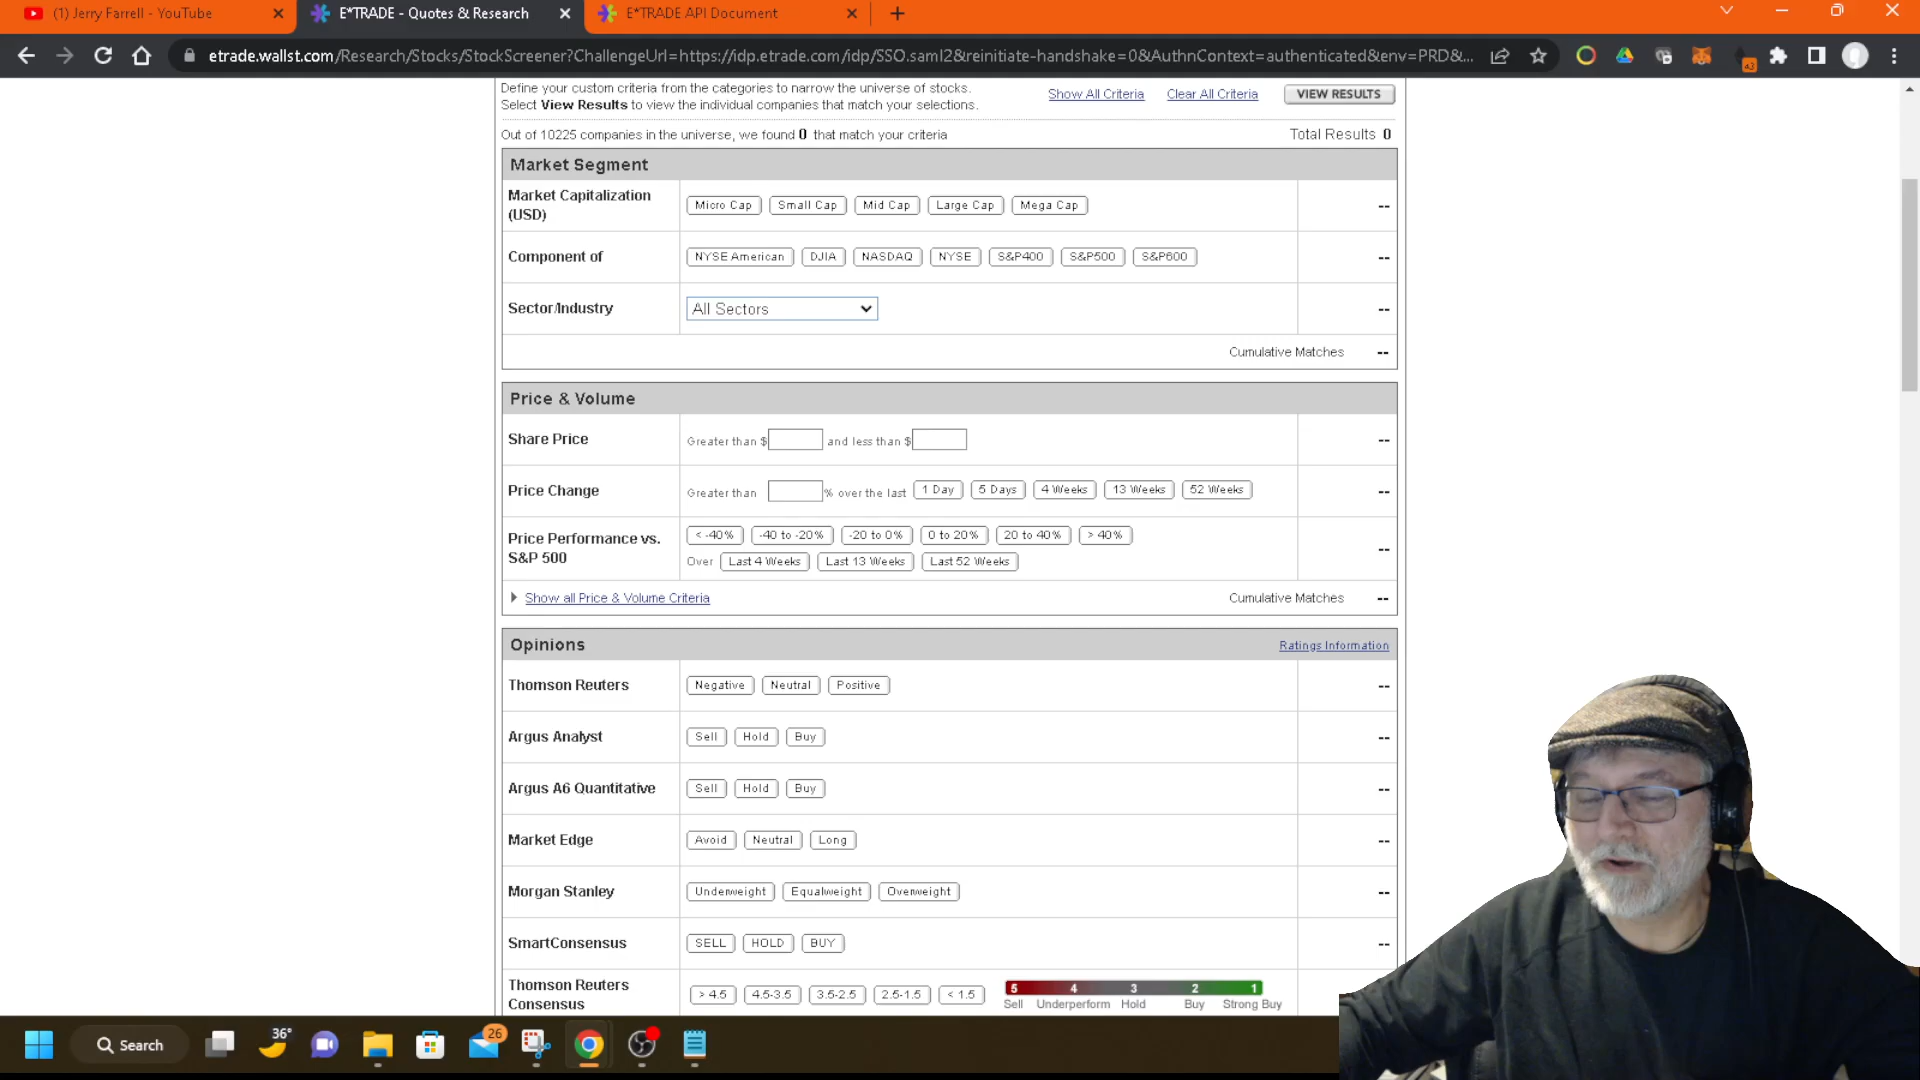 (1) Jerry Farrell - YouTube
E*TRADE - Quotes & Research
E*TRADE API Document
etrade.wallst.com/Research/Stocks/StockScreener?ChallengeUrl=https://idp.etrade.com/idp/SSO.saml2&reinitiate-handshake=0&AuthnContext=authenticated&env=PRD&...
43
Define your custom criteria from the categories to narrow the universe of stocks.
Select View Results to view the individual companies that match your selections.
Show All Criteria
Clear All Criteria
VIEW RESULTS
Out of 10225 companies in the universe, we found 0 that match your criteria
Total Results 0
Market Segment
Market Capitalization
(USD)
Micro Cap Small Cap Mid Cap Large Cap Mega Cap
--
Component of
NYSE American DJIA NASDAQ NYSE S&P400 S&P500 S&P600
--
Sector/Industry
All Sectors
--
Cumulative Matches --
Price & Volume
Share Price
Greater than $ and less than $
--
Price Change
Greater than % over the last 1 Day 5 Days 4 Weeks 13 Weeks 52 Weeks
--
Price Performance vs.
S&P 500
< -40% -40 to -20% -20 to 0% 0 to 20% 20 to 40% > 40%
Over Last 4 Weeks Last 13 Weeks Last 52 Weeks
--
Show all Price & Volume Criteria
Cumulative Matches --
Opinions
Ratings Information
Thomson Reuters
Negative Neutral Positive
--
Argus Analyst
Sell Hold Buy
--
Argus A6 Quantitative
Sell Hold Buy
--
Market Edge
Avoid Neutral Long
--
Morgan Stanley
Underweight Equalweight Overweight
--
SmartConsensus
SELL HOLD BUY
--
Thomson Reuters
Consensus
> 4.5 4.5-3.5 3.5-2.5 2.5-1.5 < 1.5
5 4 3 2 1
Sell Underperform Hold Buy Strong Buy
Search
36°
26